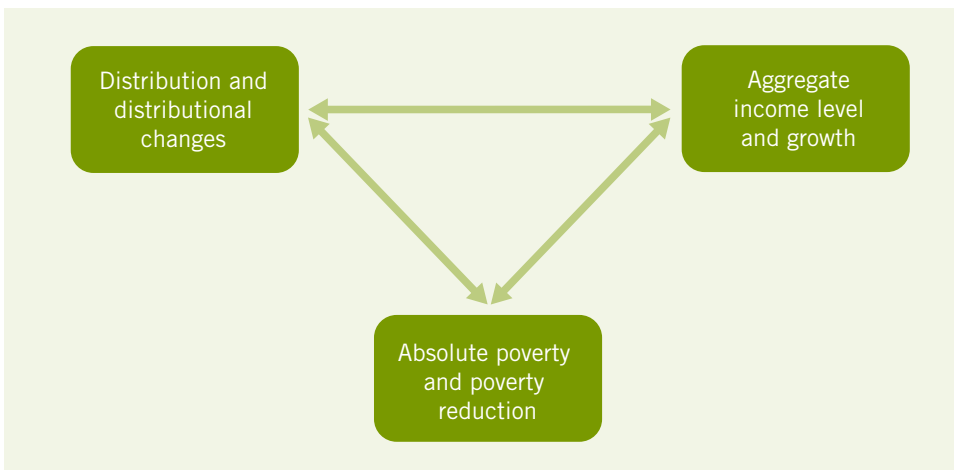 Distribution and
distributional
changes
Aggregate
income level
and growth
Absolute poverty
and poverty
reduction